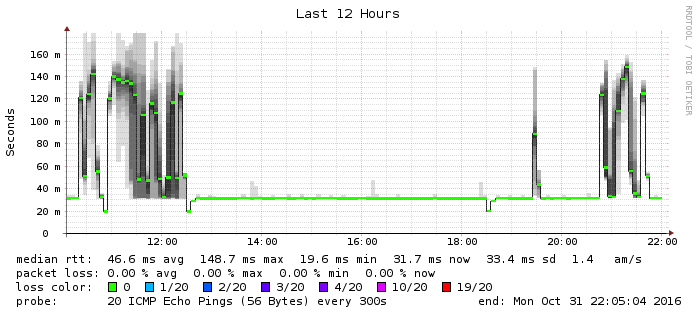 Last 12 Hours
RRDTOOL / TOBI OETIKER
Seconds
160 m
140 m
120 m
100 m
80 m
60 m
40 m
20 m
0
12:00 14:00 16:00 18:00 20:00 22:00
median rtt: 46.6 ms avg 148.7 ms max 19.6 ms min 31.7 ms now 33.4 ms sd 1.4 am/s
packet loss: 0.00 % avg 0.00 % max 0.00 % min 0.00 % now
loss color: 0 1/20 2/20 3/20 4/20 10/20 19/20
probe: 20 ICMP Echo Pings (56 Bytes) every 300s end: Mon Oct 31 22:05:04 2016